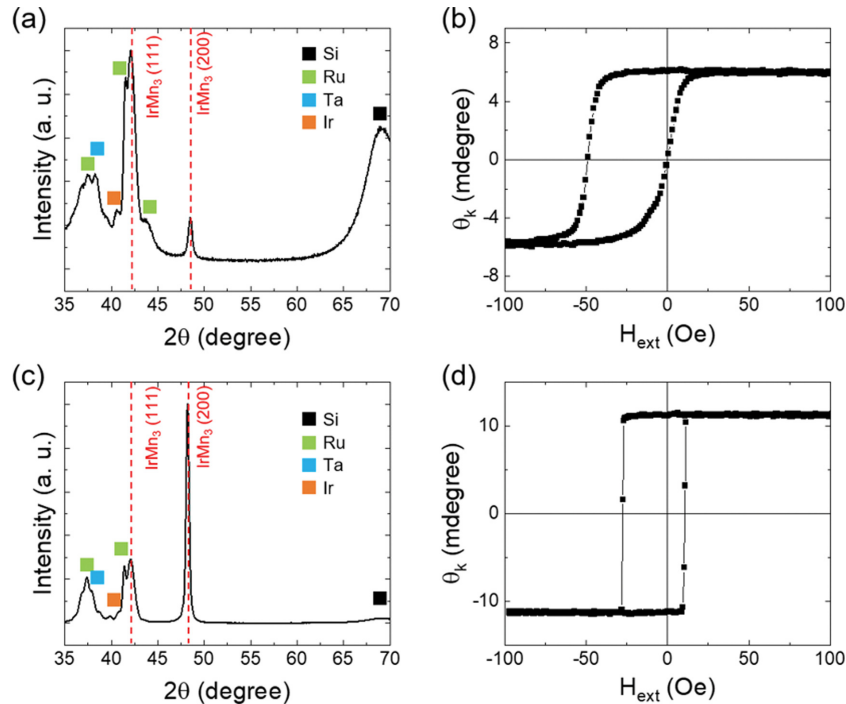 (a)
Intensity (a. u.)
IrMn₃ (111)
IrMn₃ (200)
Si
Ru
Ta
Ir
35 40 45 50 55 60 65 70
2θ (degree)
(b)
θₖ (mdegree)
8
4
0
-4
-8
-100 -50 0 50 100
Hₑₓₜ (Oe)
(c)
Intensity (a. u.)
IrMn₃ (111)
IrMn₃ (200)
Si
Ru
Ta
Ir
35 40 45 50 55 60 65 70
2θ (degree)
(d)
θₖ (mdegree)
10
5
0
-5
-10
-100 -50 0 50 100
Hₑₓₜ (Oe)